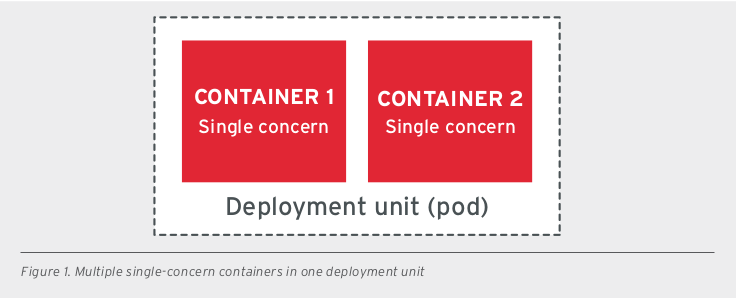 CONTAINER 1
Single concern
CONTAINER 2
Single concern
Deployment unit (pod)
Figure 1. Multiple single-concern containers in one deployment unit